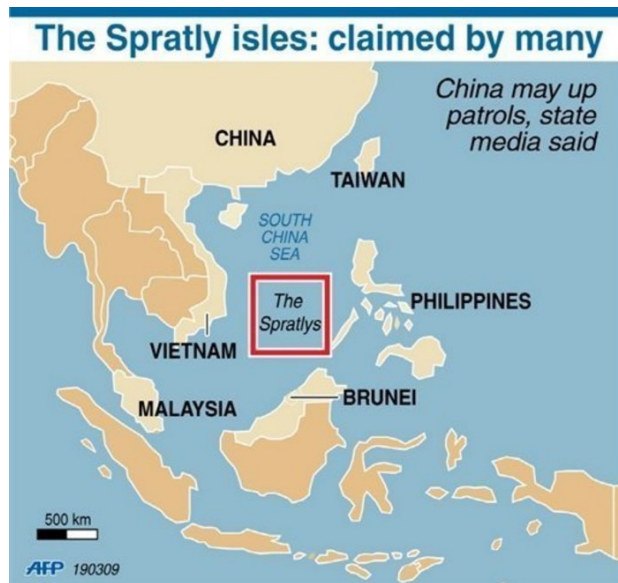 The Spratly isles: claimed by many
China may up
patrols, state
media said
CHINA
TAIWAN
SOUTH
CHINA
SEA
The
Spratlys
PHILIPPINES
VIETNAM
MALAYSIA
BRUNEI
500 km
AFP 190309